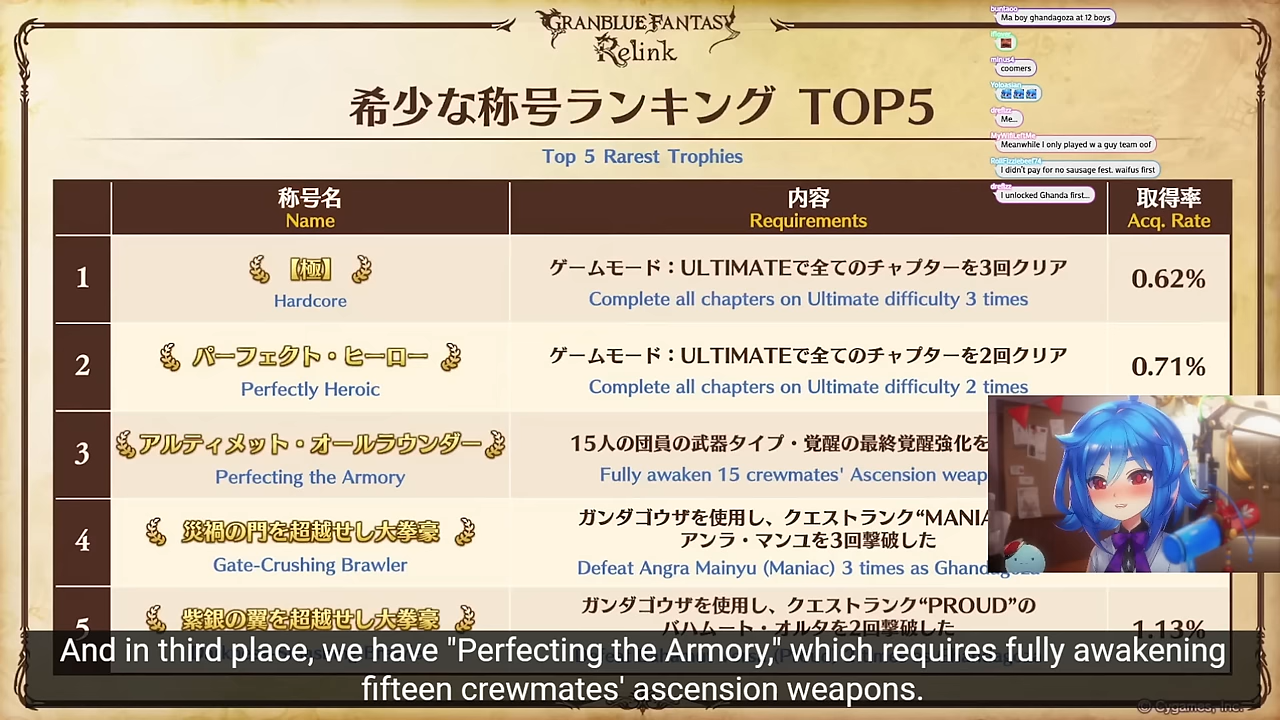 GRANBLUE FANTASY
Relink
希少な称号ランキング TOP5
Top 5 Rarest Trophies
buntaoo
Ma boy ghandagoza at 12 boys
minus4
coomers
Yoloasian
drellzz
Me...
MyWifiLeftMe
Meanwhile I only played w a guy team oof
RollFizzlebeef74
I didn't pay for no sausage fest. waifus first
drellzz
I unlocked Ghanda first...
称号名
Name
内容
Requirements
取得率
Acq. Rate
1
【極】
Hardcore
ゲームモード：ULTIMATEで全てのチャプターを3回クリア
Complete all chapters on Ultimate difficulty 3 times
0.62%
2
パーフェクト・ヒーロー
Perfectly Heroic
ゲームモード：ULTIMATEで全てのチャプターを2回クリア
Complete all chapters on Ultimate difficulty 2 times
0.71%
3
アルティメット・オールラウンダー
Perfecting the Armory
15人の団員の武器タイプ・覚醒の最終覚醒強化を
Fully awaken 15 crewmates' Ascension weap
4
災禍の門を超越せし大拳豪
Gate-Crushing Brawler
ガンダゴウザを使用し、クエストランク“MANIA
アンラ・マンユを3回撃破した
Defeat Angra Mainyu (Maniac) 3 times as Ghandagoza
5
紫銀の翼を超越せし大拳豪
ガンダゴウザを使用し、クエストランク“PROUD”の
バハムート・オルタを2回撃破した
1.13%
And in third place, we have "Perfecting the Armory," which requires fully awakening
fifteen crewmates' ascension weapons.
© Cygames, Inc.